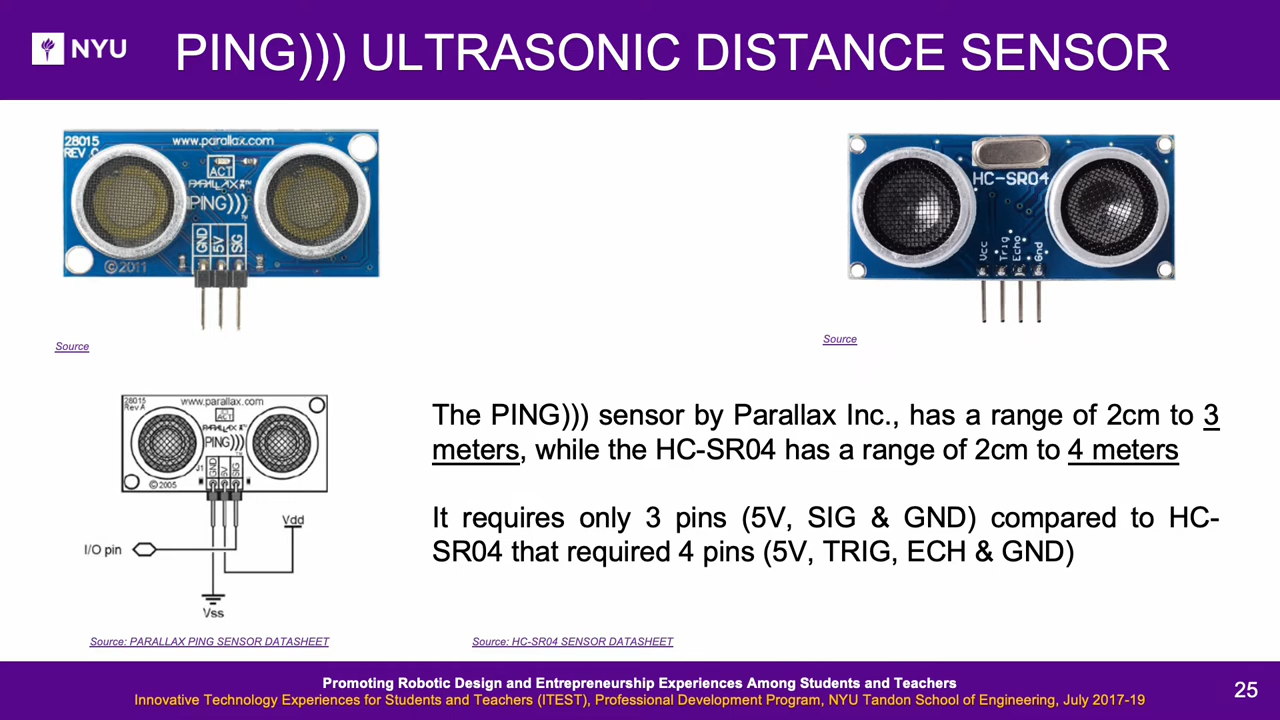 NYU
PING))) ULTRASONIC DISTANCE SENSOR
28015
REV C
www.parallax.com
ACT
PARALLAX
PING)))
GND
5V
SIG
©2011
HC-SR04
Vcc
Trig
Echo
Gnd
Source
Source
28015
Rev A
www.parallax.com
ACT
PARALLAX
PING)))
J1
GND
5V
SIG
©2005
Vdd
I/O pin
Vss
The PING))) sensor by Parallax Inc., has a range of 2cm to 3
meters, while the HC-SR04 has a range of 2cm to 4 meters
It requires only 3 pins (5V, SIG & GND) compared to HC-
SR04 that required 4 pins (5V, TRIG, ECH & GND)
Source: PARALLAX PING SENSOR DATASHEET
Source: HC-SR04 SENSOR DATASHEET
Promoting Robotic Design and Entrepreneurship Experiences Among Students and Teachers
Innovative Technology Experiences for Students and Teachers (ITEST), Professional Development Program, NYU Tandon School of Engineering, July 2017-19
25